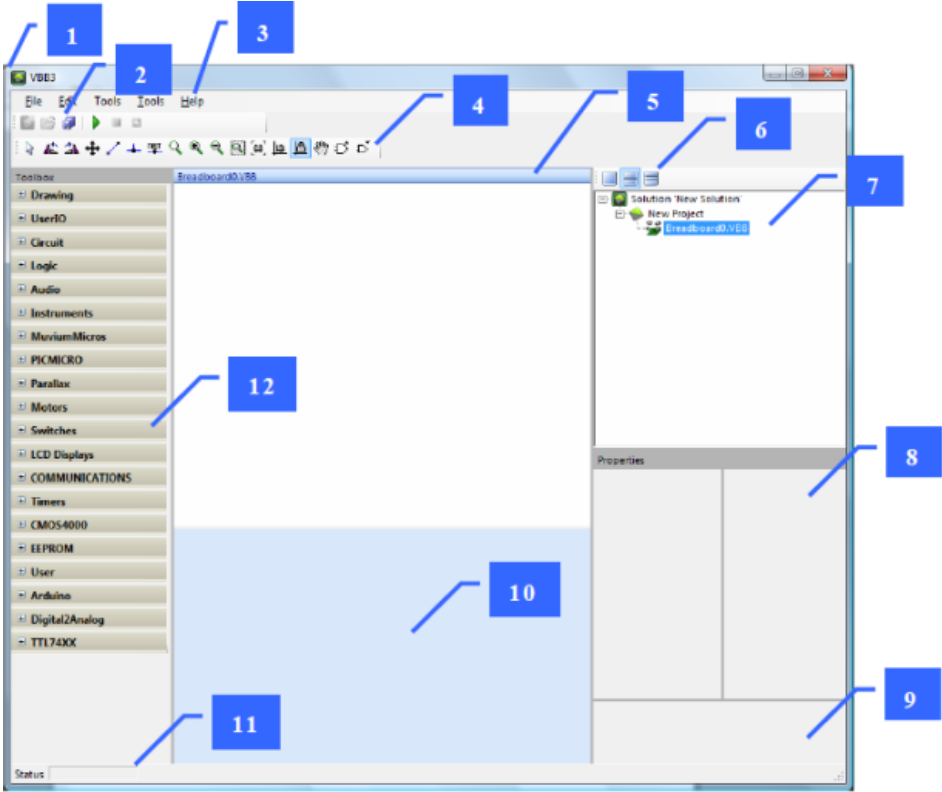 1
3
2
VBB3
5
4
File Edit Tools Tools Help
6
7
Toolbox
Breadboard0.VBB
Drawing
Solution 'New Solution'
UserIO
New Project
Breadboard0.VBB
Circuit
Logic
Audio
Instruments
MuviumMicros
PICMICRO
Parallax
12
Motors
Switches
LCD Displays
Properties
8
COMMUNICATIONS
Timers
CMOS4000
EEPROM
User
10
Arduino
Digital2Analog
TTL74XX
9
11
Status